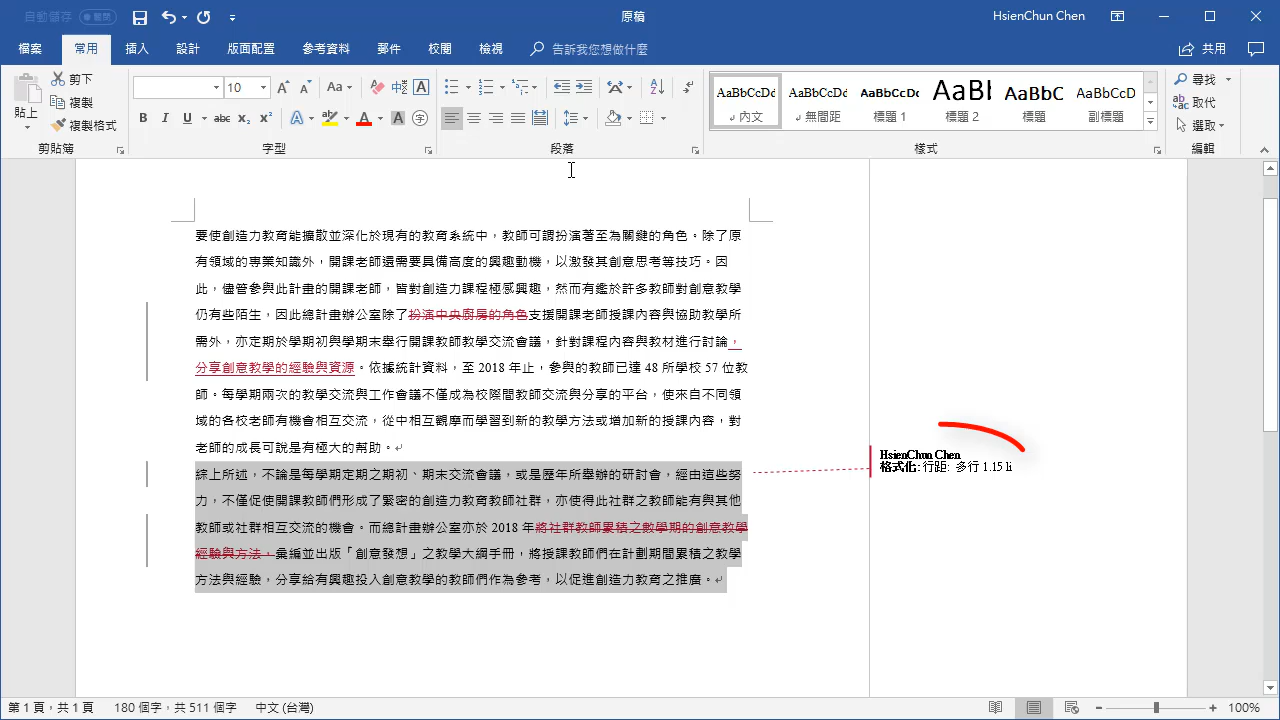 自動儲存 關閉
原稿
HsienChun Chen
檔案 常用 插入 設計 版面配置 參考資料 郵件 校閱 檢視 告訴我您想做什麼 共用
貼上 剪下 複製 複製格式
10
AaBbCcDd AaBbCcDd AaBbCcDc AaBb AaBbC AaBbCcD
內文 無間距 標題 1 標題 2 標題 副標題
尋找 取代 選取
剪貼簿 字型 段落 樣式 編輯
要使創造力教育能擴散並深化於現有的教育系統中，教師可謂扮演著至為關鍵的角色。除了原
有領域的專業知識外，開課老師還需要具備高度的興趣動機，以激發其創意思考等技巧。因
此，儘管參與此計畫的開課老師，皆對創造力課程極感興趣，然而有鑑於許多教師對創意教學
仍有些陌生，因此總計畫辦公室除了扮演中央廚房的角色支援開課老師授課內容與協助教學所
需外，亦定期於學期初與學期末舉行開課教師教學交流會議，針對課程內容與教材進行討論，
分享創意教學的經驗與資源。依據統計資料，至 2018 年止，參與的教師已達 48 所學校 57 位教
師。每學期兩次的教學交流與工作會議不僅成為校際間教師交流與分享的平台，使來自不同領
域的各校老師有機會相互交流，從中相互觀摩而學習到新的教學方法或增加新的授課內容，對
老師的成長可說是有極大的幫助。
綜上所述，不論是每學期定期之期初、期末交流會議，或是歷年所舉辦的研討會，經由這些努
力，不僅促使開課教師們形成了緊密的創造力教育教師社群，亦使得此社群之教師能有與其他
教師或社群相互交流的機會。而總計畫辦公室亦於 2018 年將社群教師累積之數學期的創意教學
經驗與方法，彙編並出版「創意發想」之教學大綱手冊，將授課教師們在計劃期間累積之教學
方法與經驗，分享給有興趣投入創意教學的教師們作為參考，以促進創造力教育之推廣。
HsienChun Chen
格式化: 行距: 多行 1.15 li
第 1 頁，共 1 頁 180 個字，共 511 個字 中文 (台灣) 100%